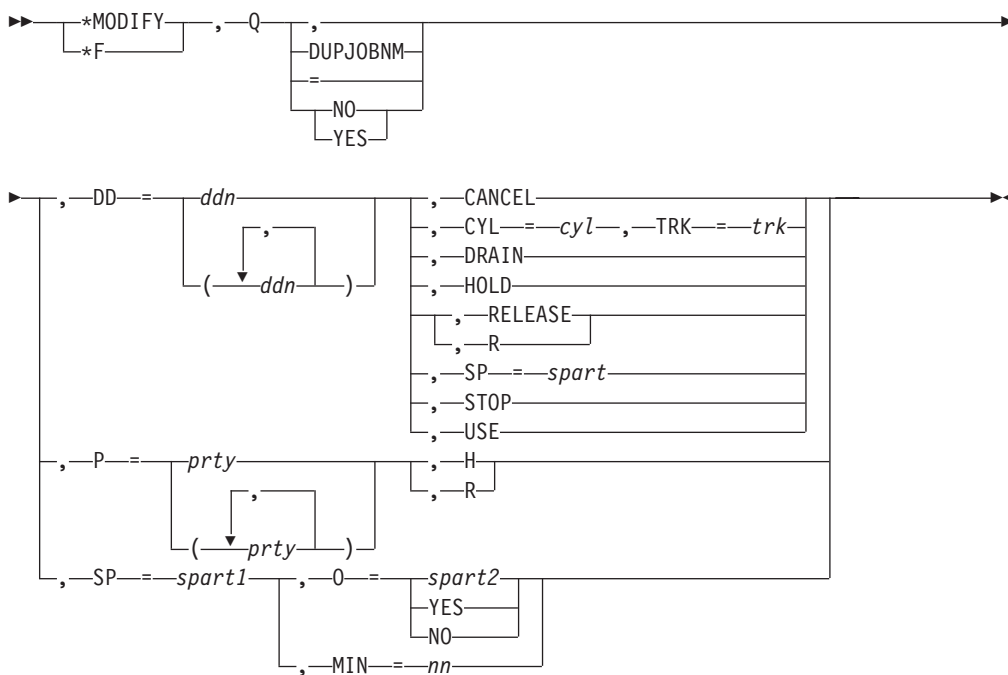 *MODIFY , Q ,
*F DUPJOBNM
=
NO
YES
, DD = ddn , CANCEL
, , CYL = cyl , TRK = trk
( ddn ) , DRAIN
, HOLD
, RELEASE
, R
, SP = spart
, STOP
, USE
, P = prty , H
, , R
( prty )
, SP = spart1 , O = spart2
YES
NO
, MIN = nn